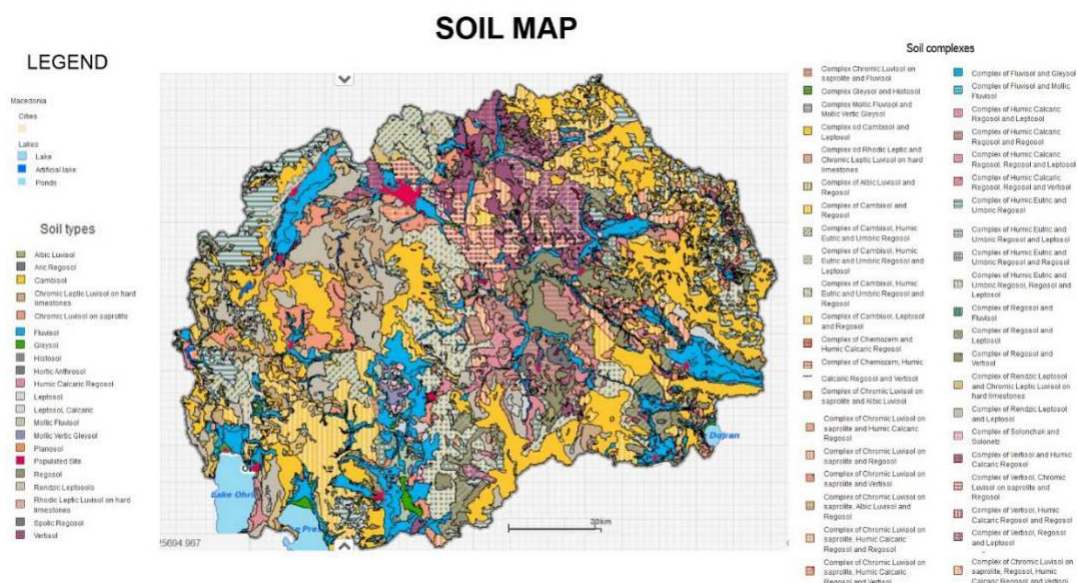 SOIL MAP
LEGEND
Macedonia
Cities
Lakes
Lake
Artificial lake
Ponds
Soil types
Albic Luvisol
Aric Regosol
Cambisol
Chromic Leptic Luvisol on hard
limestones
Chromic Luvisol on saprolite
Fluvisol
Gleysol
Histosol
Hortic Anthrosol
Humic Calcaric Regosol
Leptosol
Leptosol, Calcaric
Mollic Fluvisol
Mollic Vertic Gleysol
Planosol
Populated Site
Regosol
Rendzic Leptosols
Rhodic Leptic Luvisol on hard
limestones
Spolic Regosol
Vertisol
Lake Ohri
Dojran
20km
Soil complexes
Complex Chromic Luvisol on
saprolite and Fluvisol
Complex Gleysol and Histosol
Complex Mollic Fluvisol and
Mollic Vertic Gleysol
Complex od Cambisol and
Leptosol
Complex od Rhodic Leptic and
Chromic Leptic Luvisol on hard
limestones
Complex of Albic Luvisol and
Regosol
Complex of Cambisol and
Regosol
Complex of Cambisol, Humic
Eutric and Umbric Regosol
Complex of Cambisol, Humic
Eutric and Umbric Regosol and
Leptosol
Complex of Cambisol, Humic
Eutric and Umbric Regosol and
Regosol
Complex of Cambisol, Leptosol
and Regosol
Complex of Chernozem and
Humic Calcaric Regosol
Complex of Chernozem, Humic
Calcaric Regosol and Vertisol
Complex of Chromic Luvisol on
saprolite and Albic Luvisol
Complex of Chromic Luvisol on
saprolite and Humic Calcaric
Regosol
Complex of Chromic Luvisol on
saprolite and Regosol
Complex of Chromic Luvisol on
saprolite and Vertisol
Complex of Chromic Luvisol on
saprolite, Albic Luvisol and
Regosol
Complex of Chromic Luvisol on
saprolite, Humic Calcaric
Regosol and Regosol
Complex of Chromic Luvisol on
saprolite, Humic Calcaric
Regosol and Vertisol
Complex of Fluvisol and Gleysol
Complex of Fluvisol and Mollic
Fluvisol
Complex of Humic Calcaric
Regosol and Leptosol
Complex of Humic Calcaric
Regosol and Regosol
Complex of Humic Calcaric
Regosol, Regosol and Leptosol
Complex of Humic Calcaric
Regosol, Regosol and Vertisol
Complex of Humic Eutric and
Umbric Regosol
Complex of Humic Eutric and
Umbric Regosol and Leptosol
Complex of Humic Eutric and
Umbric Regosol and Regosol
Complex of Humic Eutric and
Umbric Regosol, Regosol and
Leptosol
Complex of Regosol and
Fluvisol
Complex of Regosol and
Leptosol
Complex of Regosol and
Vertisol
Complex of Rendzic Leptosol
and Chromic Leptic Luvisol on
hard limestones
Complex of Rendzic Leptosol
and Leptosol
Complex of Solonchak and
Solonetz
Complex of Vertisol and Humic
Calcaric Regosol
Complex of Vertisol, Chromic
Luvisol on saprolite and
Regosol
Complex of Vertisol, Humic
Calcaric Regosol and Regosol
Complex of Vertisol, Regosol
and Leptosol
Complex of Chromic Luvisol on
saprolite, Regosol, Humic
Calcaric Regosol and Vertisol